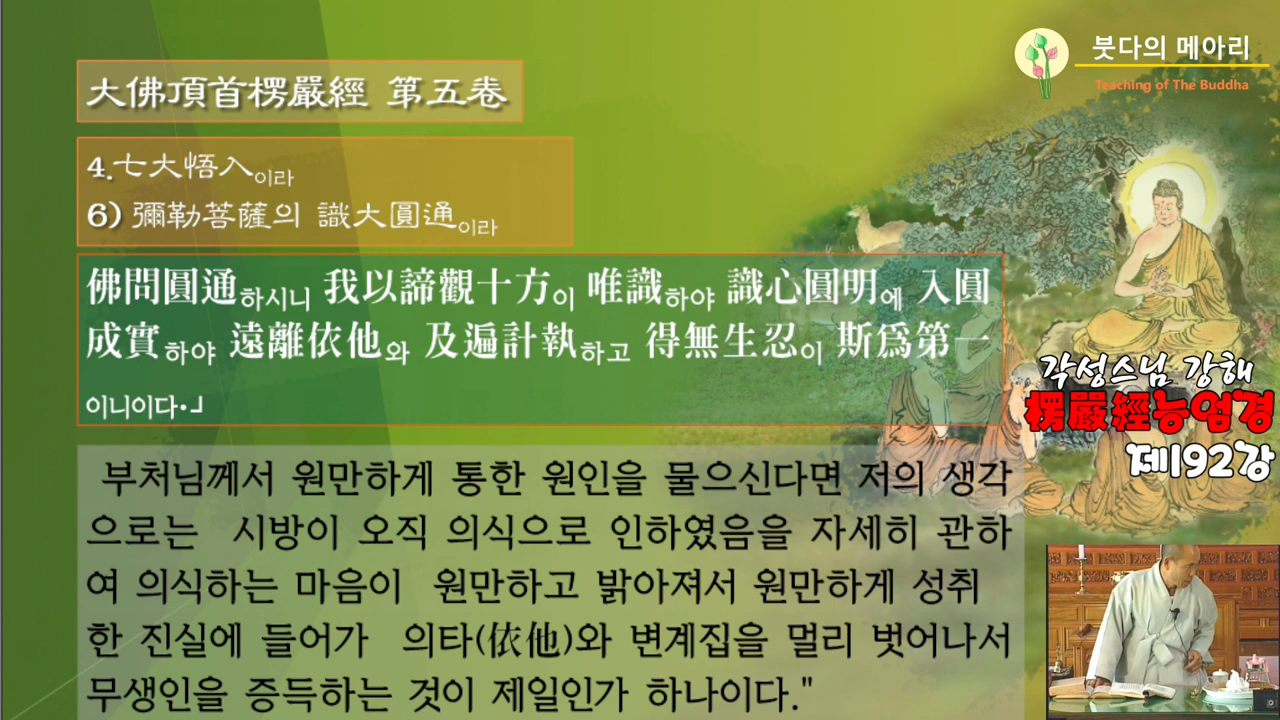 붓다의 메아리
Teaching of The Buddha
大佛頂首楞嚴經 第五卷
4.七大悟入이라
6) 彌勒菩薩의 識大圓通이라
佛問圓通하시니 我以諦觀十方이 唯識하야 識心圓明에 入圓
成實하야 遠離依他와 及遍計執하고 得無生忍이 斯爲第一
이니이다·」
부처님께서 원만하게 통한 원인을 물으신다면 저의 생각
으로는 시방이 오직 의식으로 인하였음을 자세히 관하
여 의식하는 마음이 원만하고 밝아져서 원만하게 성취
한 진실에 들어가 의타(依他)와 변계집을 멀리 벗어나서
무생인을 증득하는 것이 제일인가 하나이다."
각성스님 강해
楞嚴經능엄경
제192강